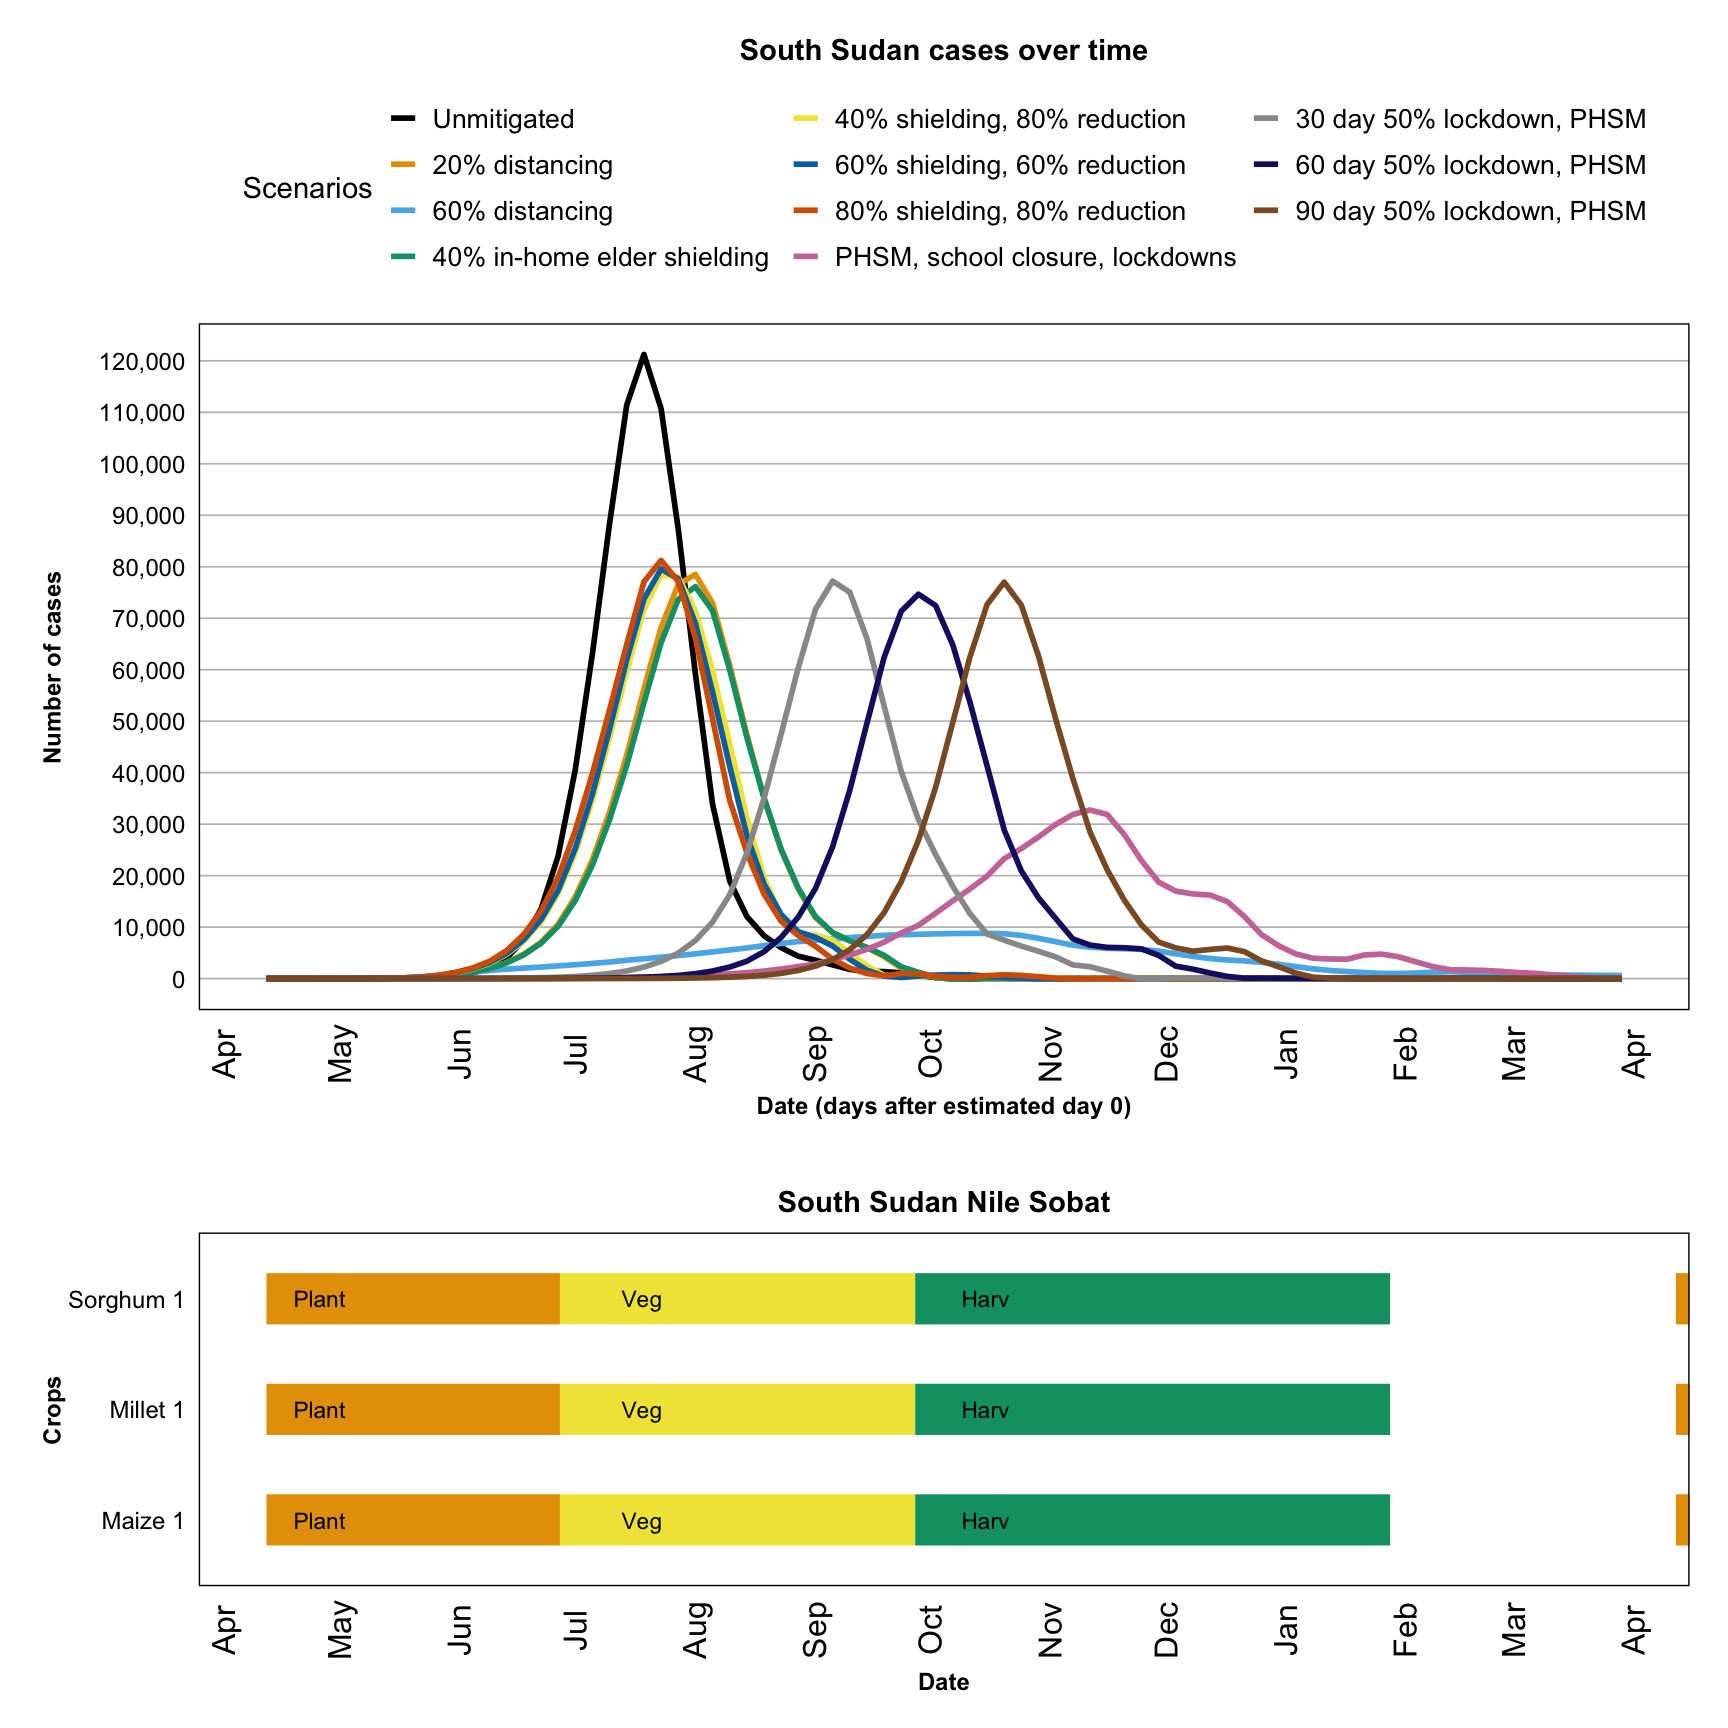 South Sudan cases over time
Scenarios
Unmitigated
20% distancing
60% distancing
40% in-home elder shielding
40% shielding, 80% reduction
60% shielding, 60% reduction
80% shielding, 80% reduction
PHSM, school closure, lockdowns
30 day 50% lockdown, PHSM
60 day 50% lockdown, PHSM
90 day 50% lockdown, PHSM
Number of cases
120,000
110,000
100,000
90,000
80,000
70,000
60,000
50,000
40,000
30,000
20,000
10,000
0
Apr May Jun Jul Aug Sep Oct Nov Dec Jan Feb Mar Apr
Date (days after estimated day 0)
South Sudan Nile Sobat
Crops
Sorghum 1 Plant Veg Harv
Millet 1 Plant Veg Harv
Maize 1 Plant Veg Harv
Apr May Jun Jul Aug Sep Oct Nov Dec Jan Feb Mar Apr
Date